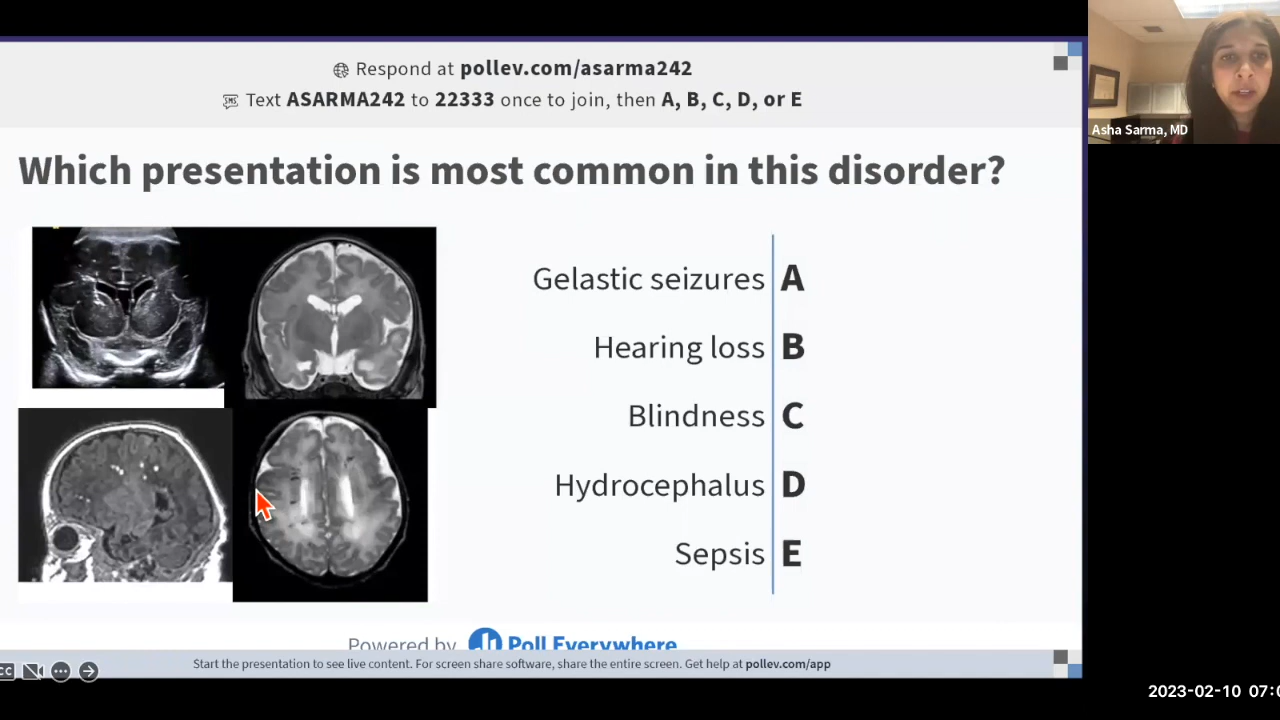 Respond at pollev.com/asarma242
Text ASARMA242 to 22333 once to join, then A, B, C, D, or E
Asha Sarma, MD
Which presentation is most common in this disorder?
Gelastic seizures A
Hearing loss B
Blindness C
Hydrocephalus D
Sepsis E
Powered by Poll Everywhere
Start the presentation to see live content. For screen share software, share the entire screen. Get help at pollev.com/app
2023-02-10 07:0